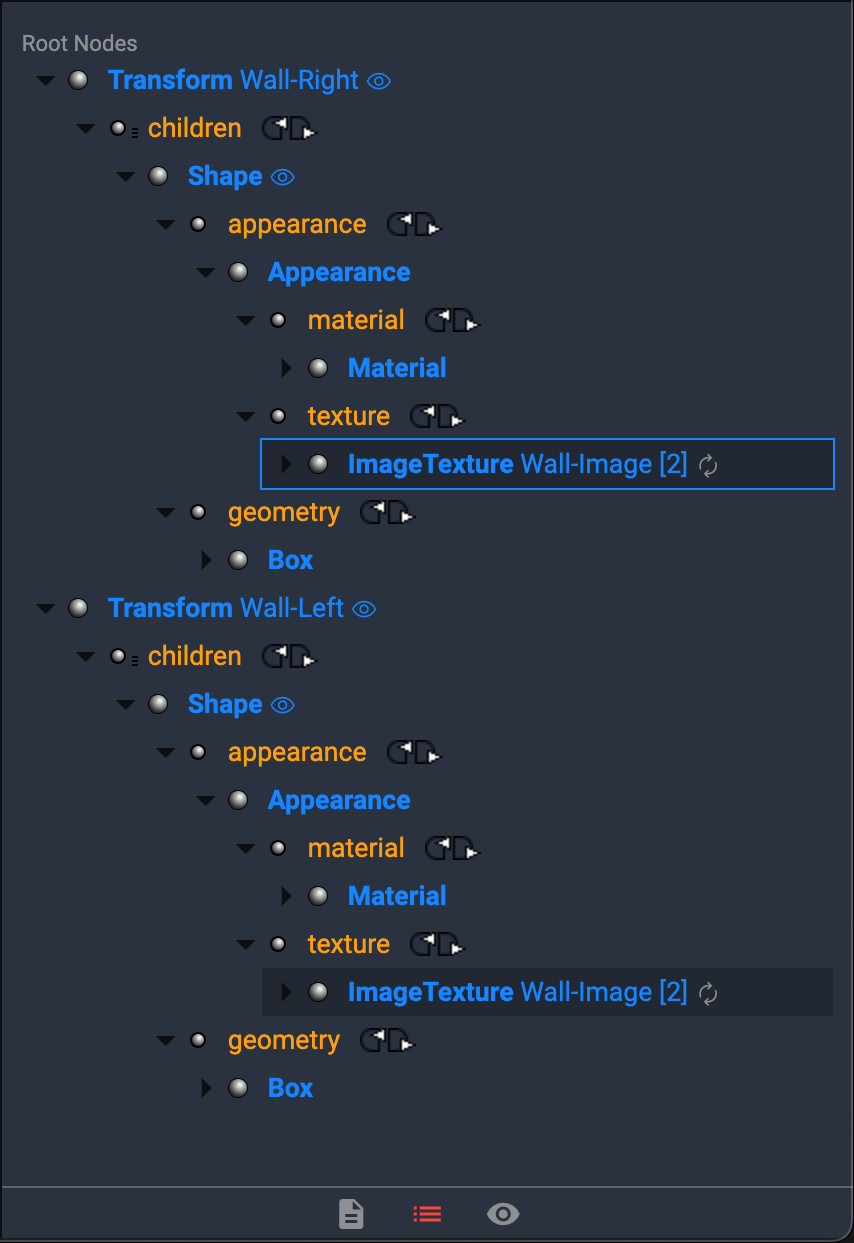 Root Nodes
Transform Wall-Right
children
Shape
appearance
Appearance
material
Material
texture
ImageTexture Wall-Image [2]
geometry
Box
Transform Wall-Left
children
Shape
appearance
Appearance
material
Material
texture
ImageTexture Wall-Image [2]
geometry
Box